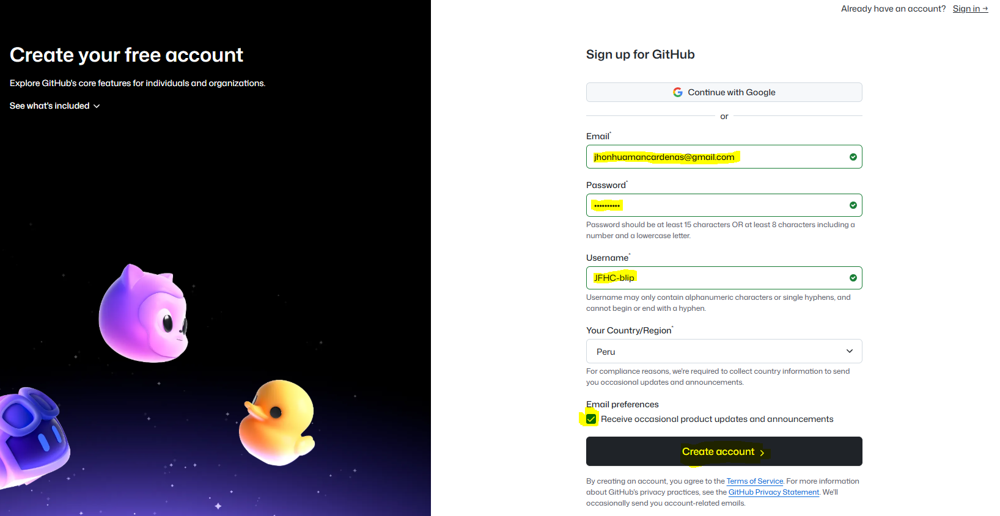 Already have an account? Sign in →
Create your free account
Explore GitHub's core features for individuals and organizations.
See what's included
Sign up for GitHub
Continue with Google
or
Email*
jhonhuamancardenas@gmail.com
Password*
••••••••••
Password should be at least 15 characters OR at least 8 characters including a
number and a lowercase letter.
Username*
JFHC-blip
Username may only contain alphanumeric characters or single hyphens, and
cannot begin or end with a hyphen.
Your Country/Region*
Peru
For compliance reasons, we're required to collect country information to send
you occasional updates and announcements.
Email preferences
Receive occasional product updates and announcements
Create account
By creating an account, you agree to the Terms of Service. For more information
about GitHub's privacy practices, see the GitHub Privacy Statement. We'll
occasionally send you account-related emails.